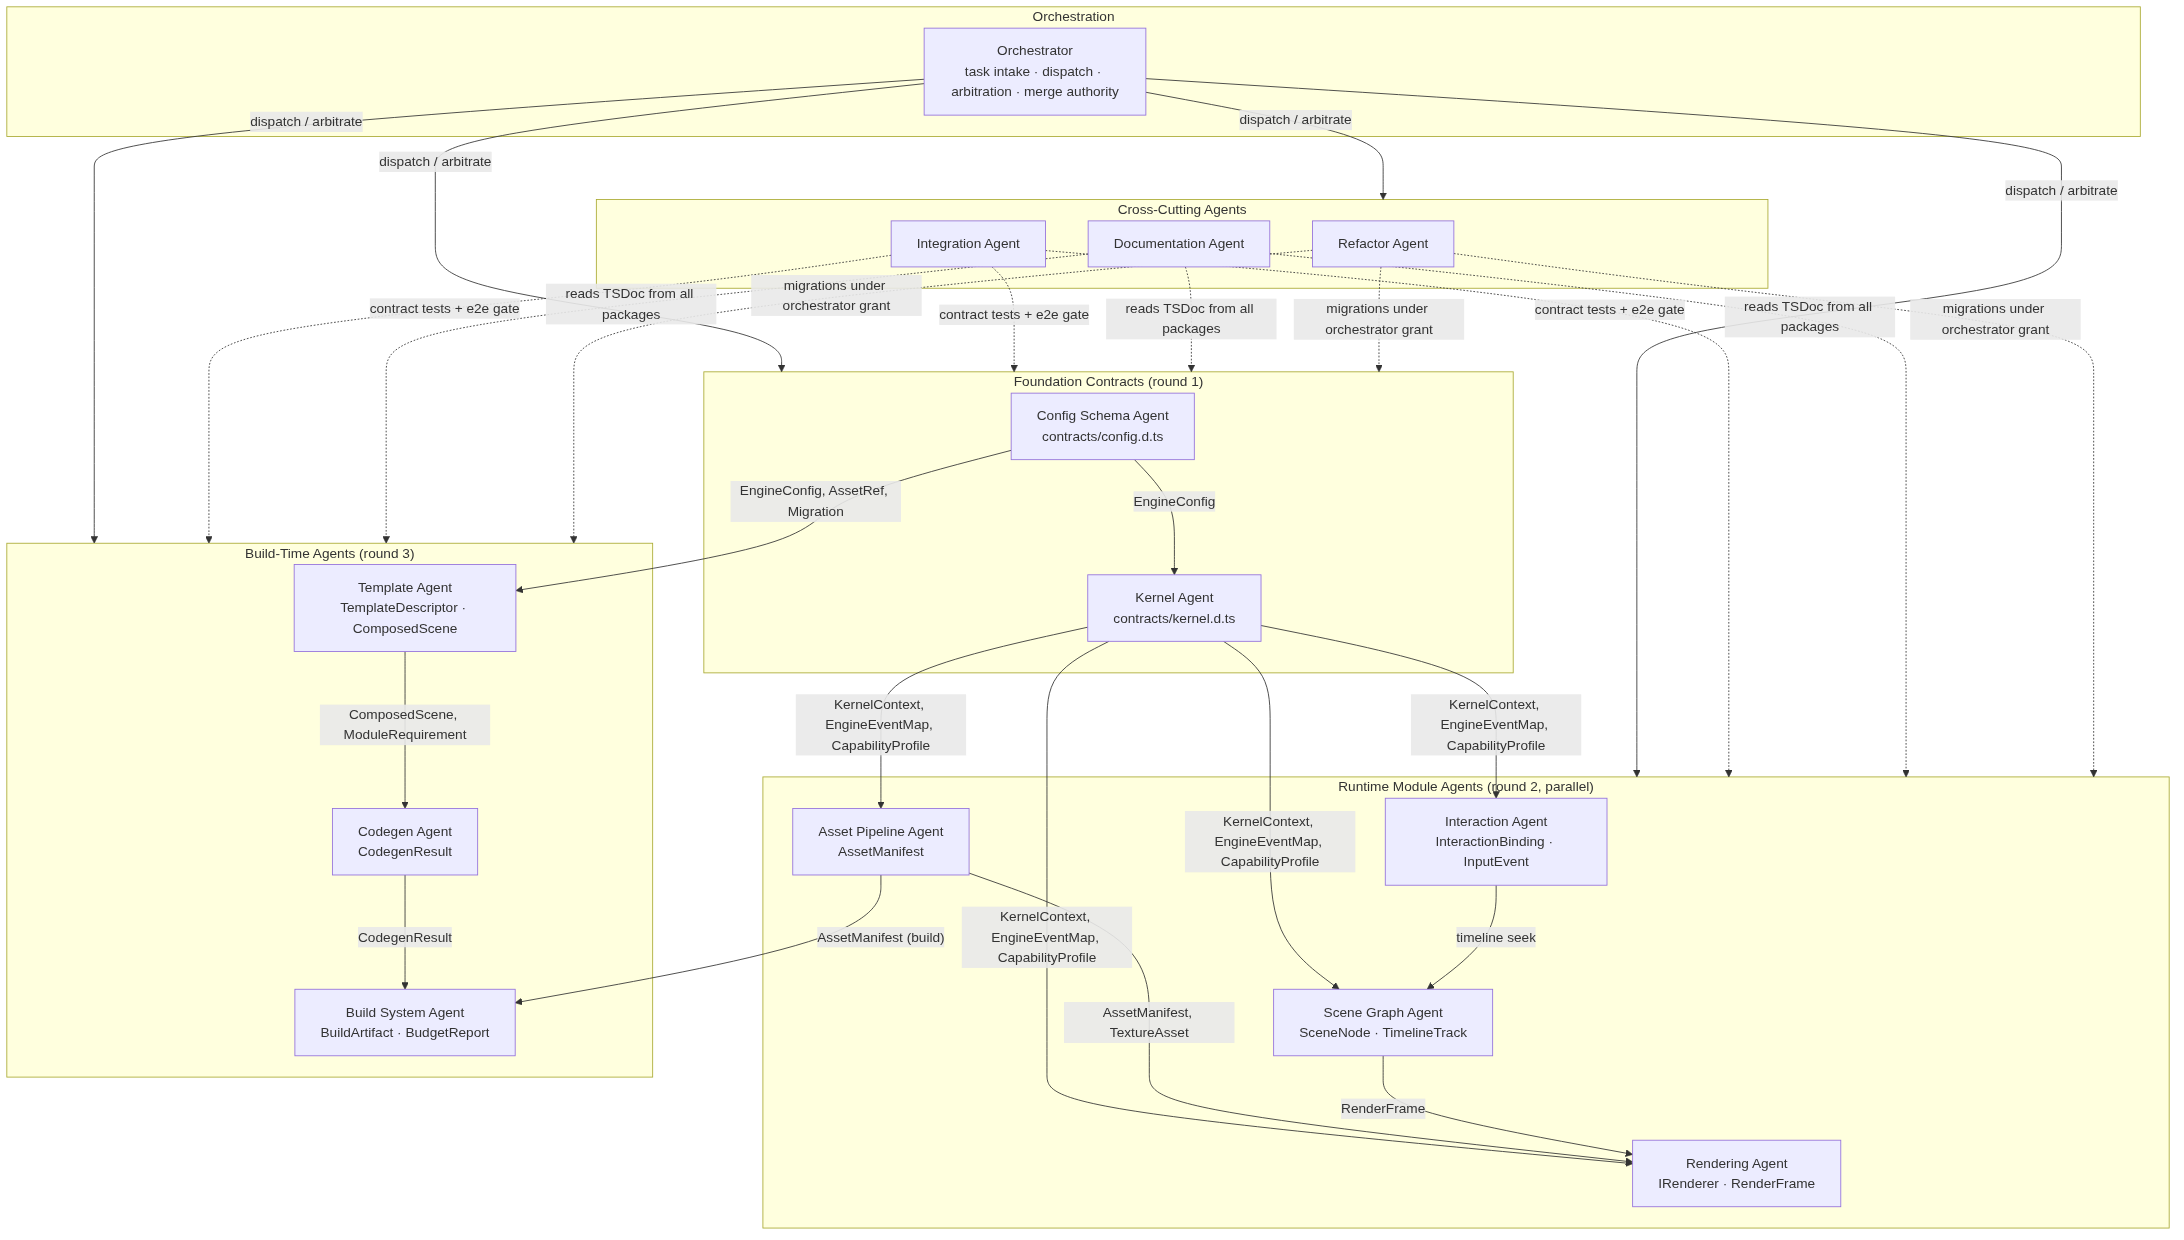 Orchestration
Orchestrator
task intake · dispatch ·
arbitration · merge authority
dispatch / arbitrate
dispatch / arbitrate
dispatch / arbitrate
dispatch / arbitrate
Cross-Cutting Agents
Integration Agent
Documentation Agent
Refactor Agent
contract tests + e2e gate
reads TSDoc from all
packages
migrations under
orchestrator grant
contract tests + e2e gate
reads TSDoc from all
packages
migrations under
orchestrator grant
contract tests + e2e gate
reads TSDoc from all
packages
migrations under
orchestrator grant
Foundation Contracts (round 1)
Config Schema Agent
contracts/config.d.ts
EngineConfig, AssetRef,
Migration
EngineConfig
Kernel Agent
contracts/kernel.d.ts
Build-Time Agents (round 3)
Template Agent
TemplateDescriptor ·
ComposedScene
ComposedScene,
ModuleRequirement
Codegen Agent
CodegenResult
CodegenResult
Build System Agent
BuildArtifact · BudgetReport
KernelContext,
EngineEventMap,
CapabilityProfile
KernelContext,
EngineEventMap,
CapabilityProfile
Runtime Module Agents (round 2, parallel)
Asset Pipeline Agent
AssetManifest
KernelContext,
EngineEventMap,
CapabilityProfile
Interaction Agent
InteractionBinding ·
InputEvent
AssetManifest (build)
KernelContext,
EngineEventMap,
CapabilityProfile
timeline seek
AssetManifest,
TextureAsset
Scene Graph Agent
SceneNode · TimelineTrack
RenderFrame
Rendering Agent
IRenderer · RenderFrame